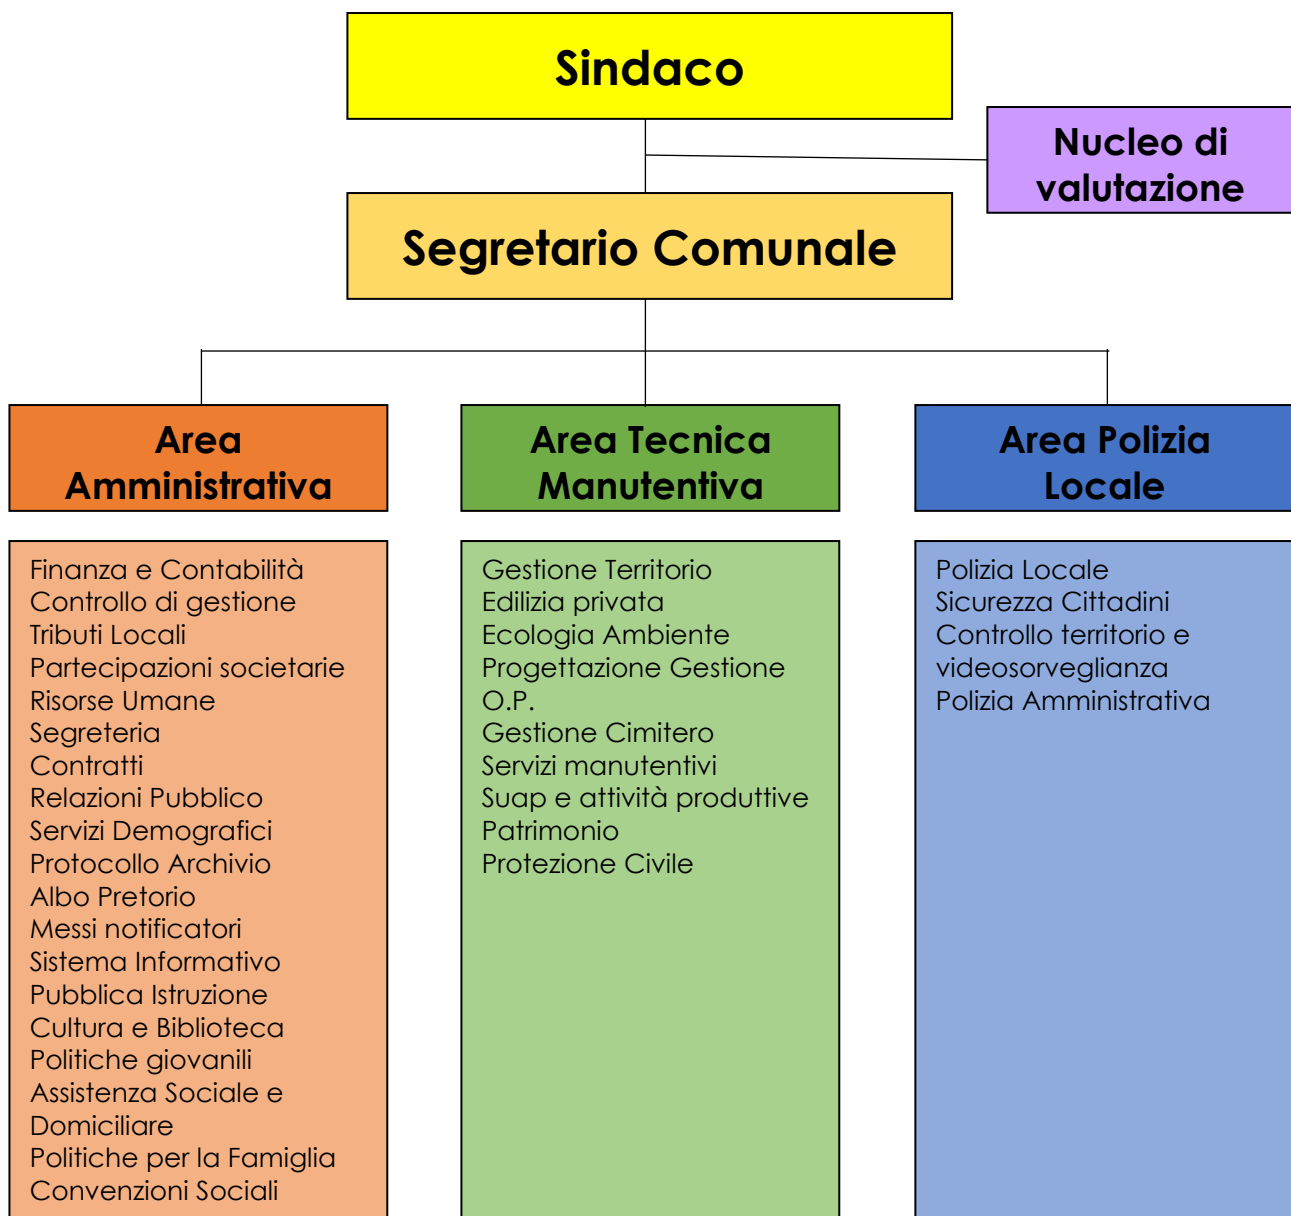 Sindaco
Nucleo di
valutazione
Segretario Comunale
Area
Amministrativa
Area Tecnica
Manutentiva
Area Polizia
Locale
Finanza e Contabilità
Controllo di gestione
Tributi Locali
Partecipazioni societarie
Risorse Umane
Segreteria
Contratti
Relazioni Pubblico
Servizi Demografici
Protocollo Archivio
Albo Pretorio
Messi notificatori
Sistema Informativo
Pubblica Istruzione
Cultura e Biblioteca
Politiche giovanili
Assistenza Sociale e
Domiciliare
Politiche per la Famiglia
Convenzioni Sociali
Gestione Territorio
Edilizia privata
Ecologia Ambiente
Progettazione Gestione
O.P.
Gestione Cimitero
Servizi manutentivi
Suap e attività produttive
Patrimonio
Protezione Civile
Polizia Locale
Sicurezza Cittadini
Controllo territorio e
videosorveglianza
Polizia Amministrativa